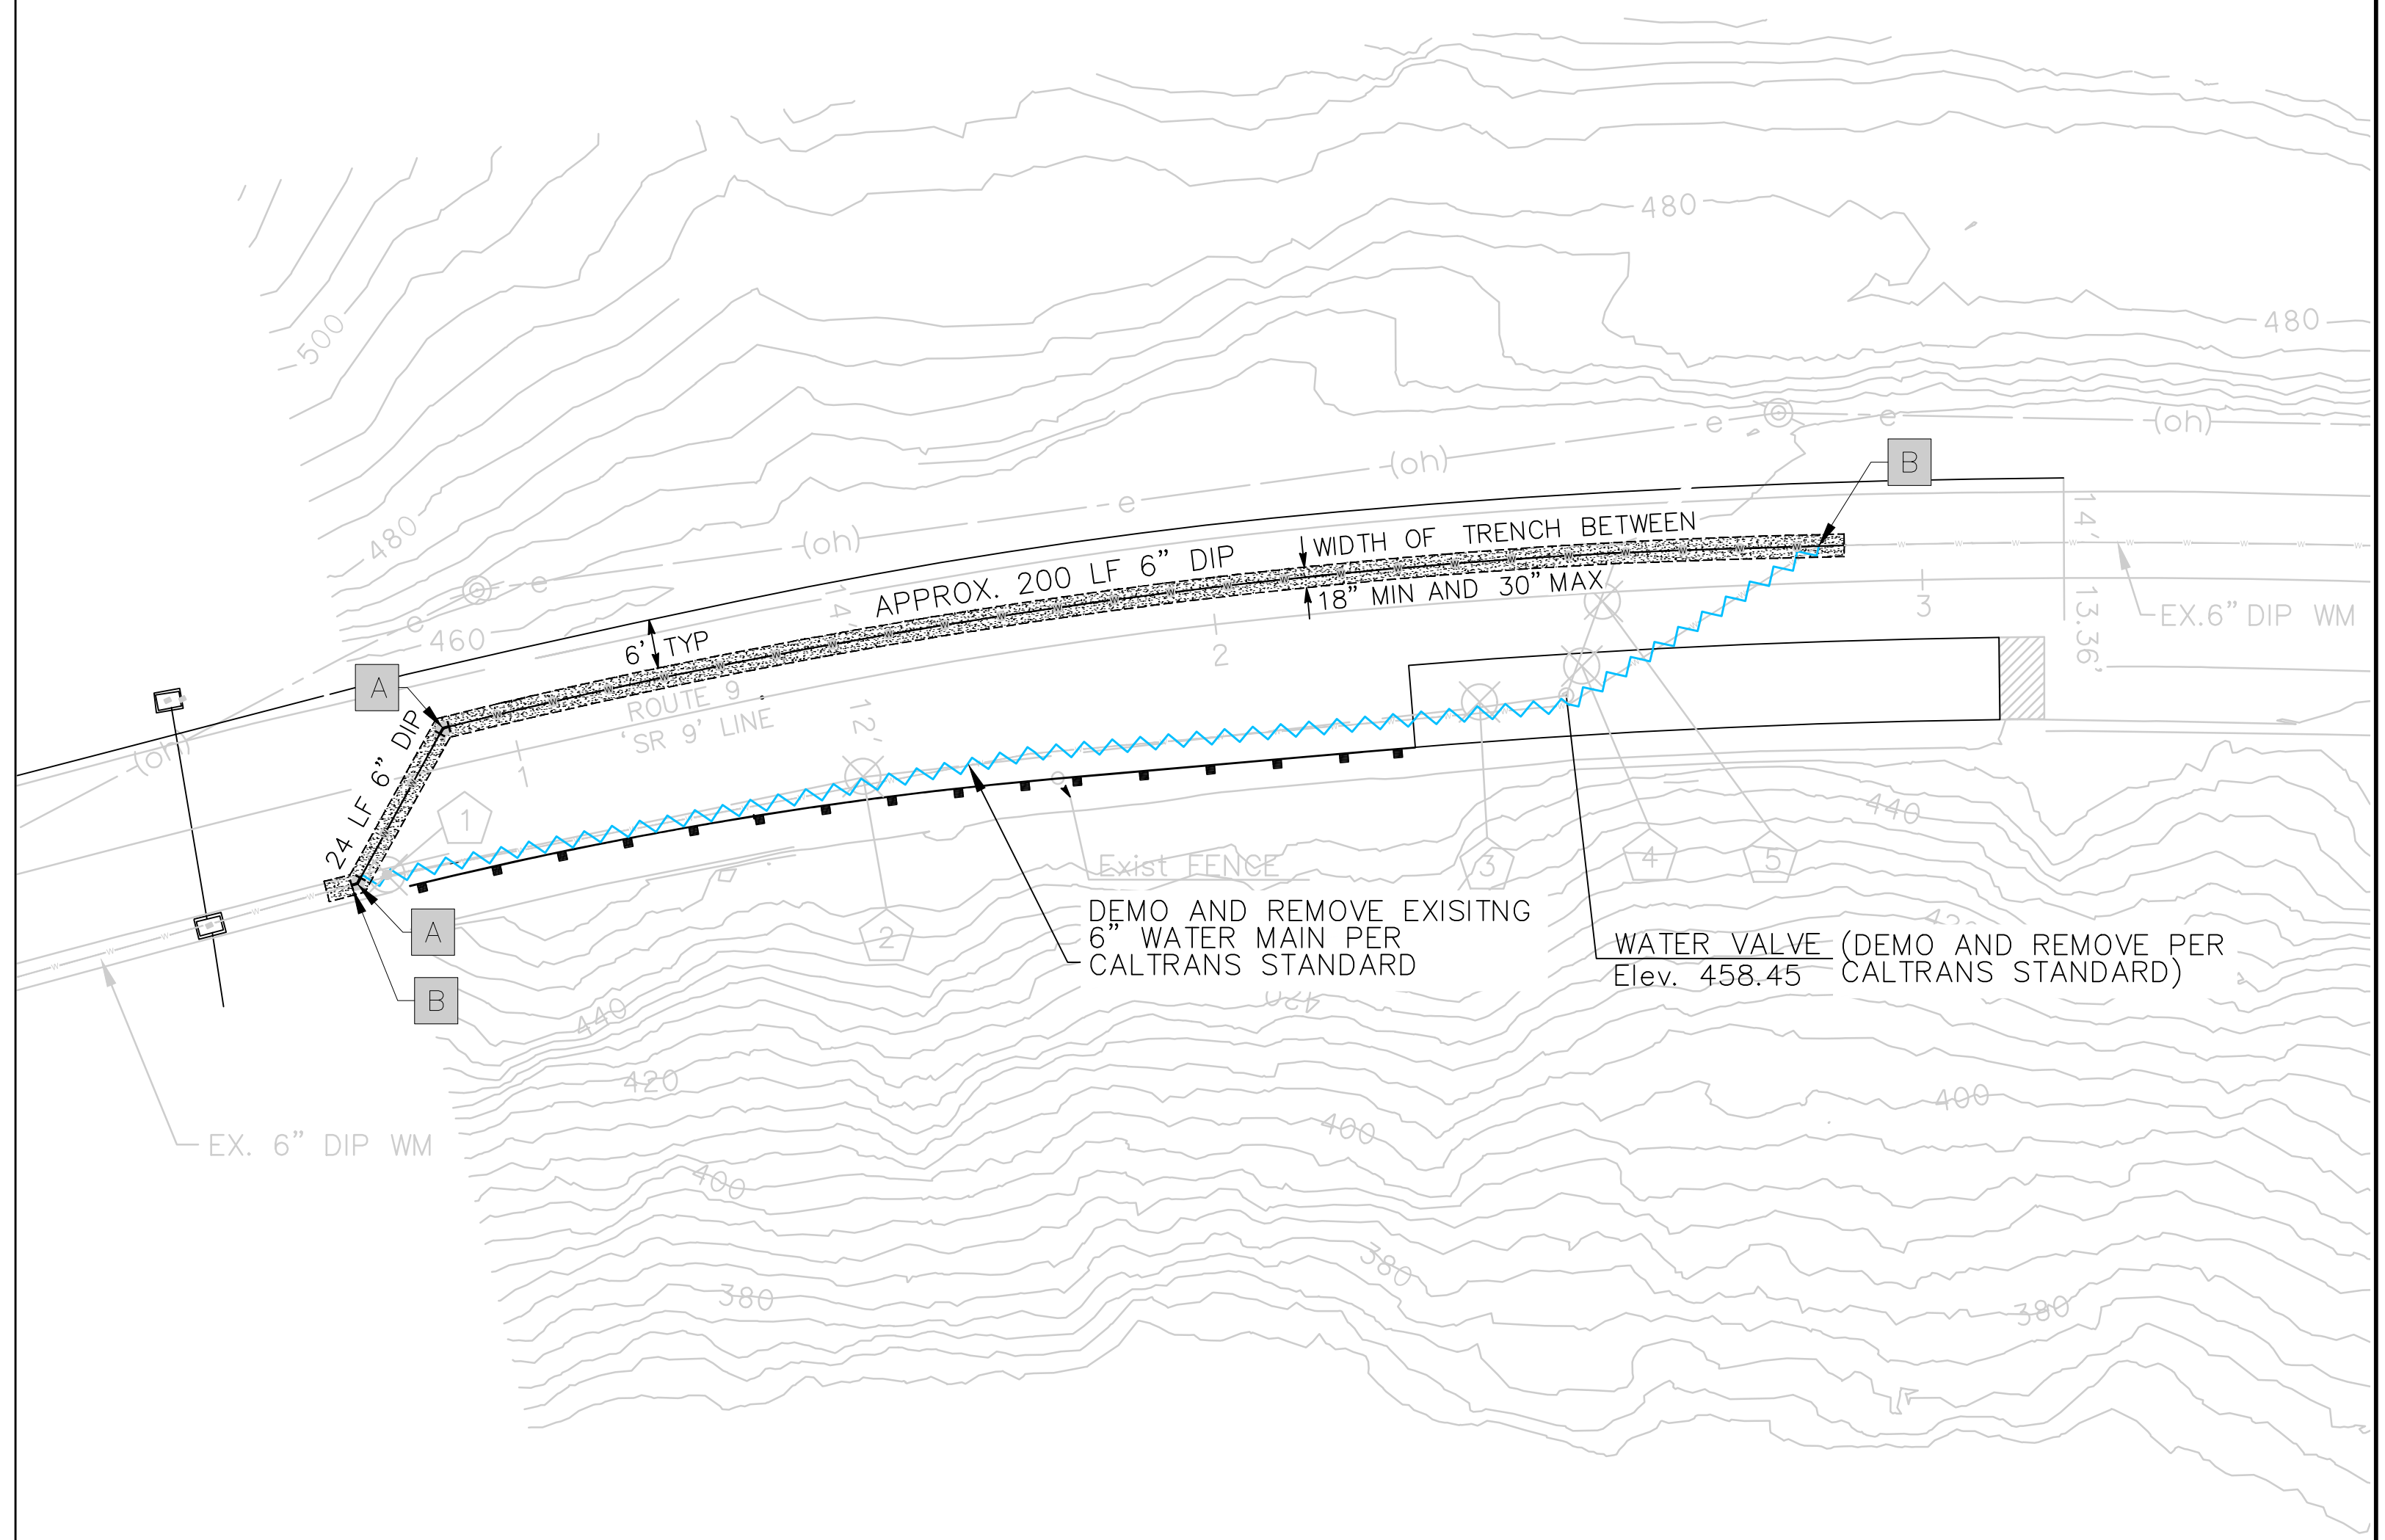 480
480
500
480
460
(oh)
e
(oh)
e
B
14'
WIDTH OF TRENCH BETWEEN
18" MIN AND 30" MAX
APPROX. 200 LF 6" DIP
14'
e
(oh)
e
(oh)
e
e
(oh)
6' TYP
A
ROUTE 9
'SR 9' LINE
1
2
3
13.36'
EX.6" DIP WM
24 LF 6" DIP
12'
1
2
3
4
5
Exist FENCE
440
A
B
DEMO AND REMOVE EXISITNG
6" WATER MAIN PER
CALTRANS STANDARD
WATER VALVE (DEMO AND REMOVE PER
Elev. 458.45 CALTRANS STANDARD)
440
420
420
EX. 6" DIP WM
400
400
400
380
380
380